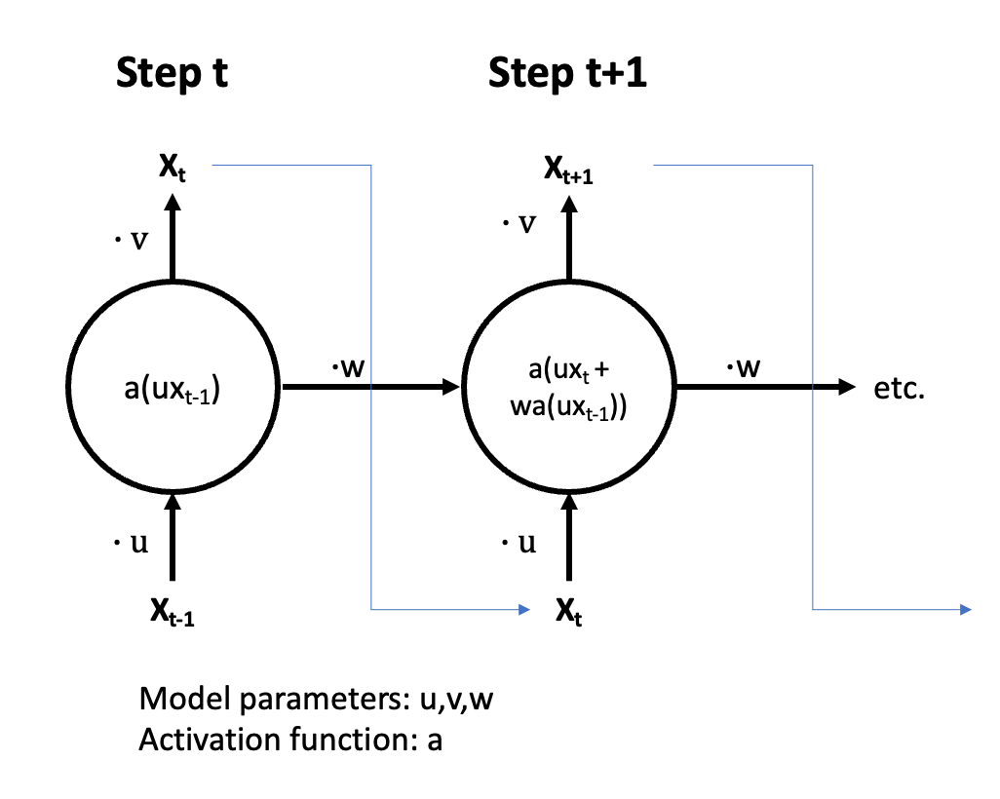 Step t
Step t+1
Xt
Xt+1
· v
· v
a(uxt-1)
·w
a(uxt +
wa(uxt-1))
·w
etc.
· u
· u
Xt-1
Xt
Model parameters: u,v,w
Activation function: a